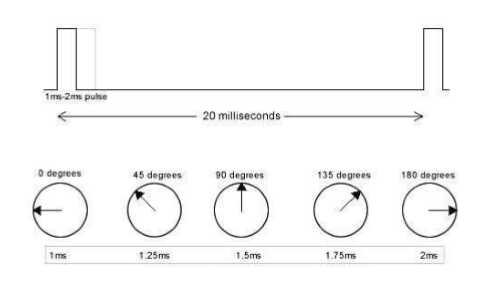 1ms-2ms pulse
20 milliseconds
0 degrees 45 degrees 90 degrees 135 degrees 180 degrees
1ms 1.25ms 1.5ms 1.75ms 2ms